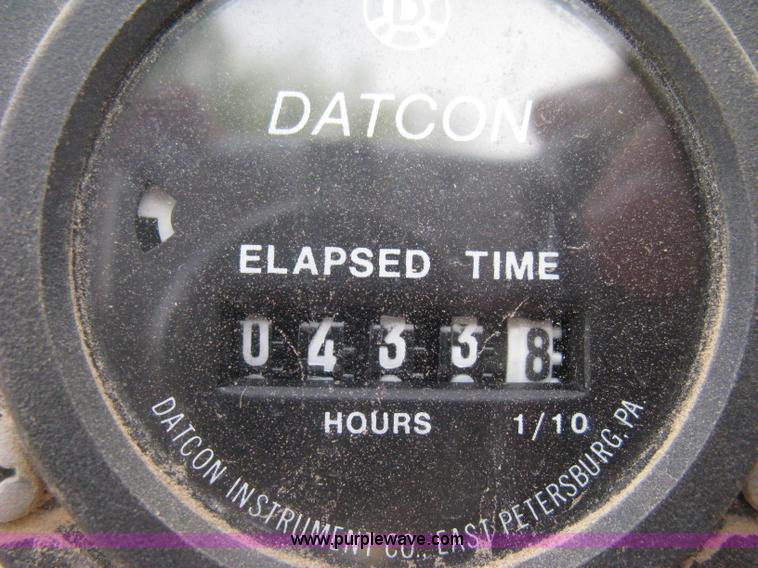 DATCON
ELAPSED TIME
0 4 3 3 8
HOURS 1/10
DATCON INSTRUMENT CO., EAST PETERSBURG, PA
www.purplewave.com